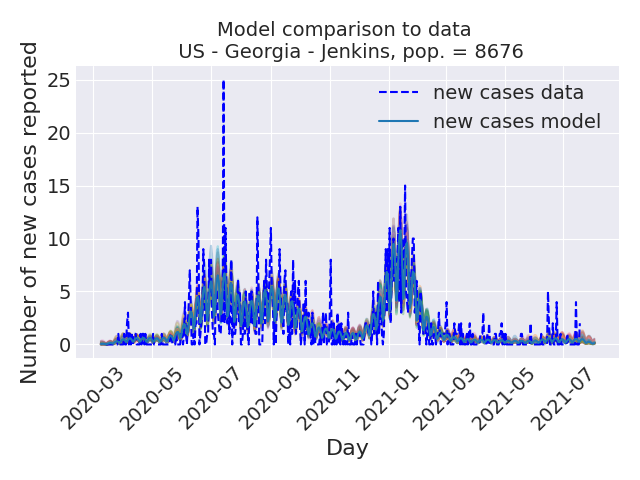 Model comparison to data
US - Georgia - Jenkins, pop. = 8676
Number of new cases reported
25
20
15
10
5
0
new cases data
new cases model
2020-03
2020-05
2020-07
2020-09
2020-11
2021-01
2021-03
2021-05
2021-07
Day